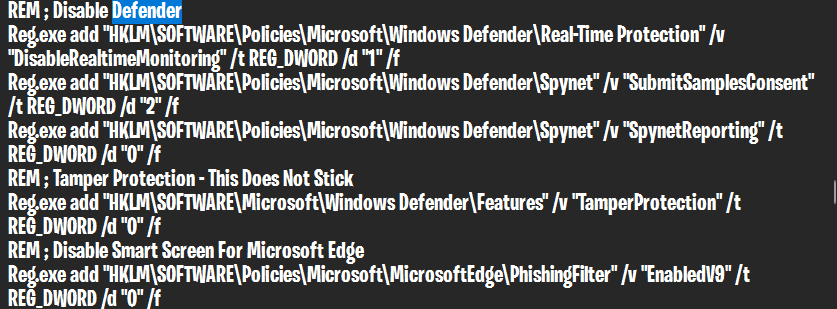 REM ; Disable Defender
Reg.exe add "HKLM\SOFTWARE\Policies\Microsoft\Windows Defender\Real-Time Protection" /v
"DisableRealtimeMonitoring" /t REG_DWORD /d "1" /f
Reg.exe add "HKLM\SOFTWARE\Policies\Microsoft\Windows Defender\Spynet" /v "SubmitSamplesConsent"
/t REG_DWORD /d "2" /f
Reg.exe add "HKLM\SOFTWARE\Policies\Microsoft\Windows Defender\Spynet" /v "SpynetReporting" /t
REG_DWORD /d "0" /f
REM ; Tamper Protection - This Does Not Stick
Reg.exe add "HKLM\SOFTWARE\Microsoft\Windows Defender\Features" /v "TamperProtection" /t
REG_DWORD /d "0" /f
REM ; Disable Smart Screen For Microsoft Edge
Reg.exe add "HKLM\SOFTWARE\Policies\Microsoft\MicrosoftEdge\PhishingFilter" /v "EnabledV9" /t
REG_DWORD /d "0" /f